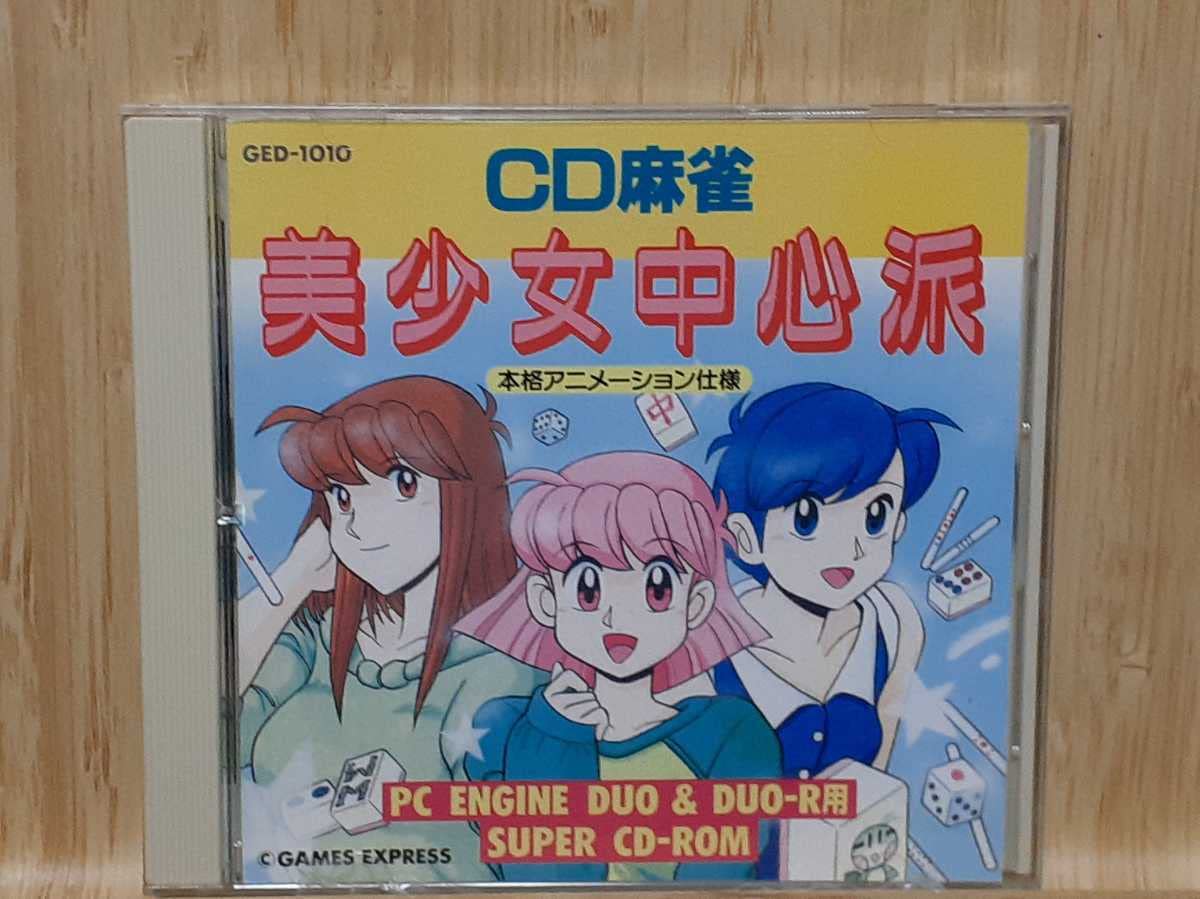 GED-1010
CD麻雀
美少女中心派
本格アニメーション仕様
中
PC ENGINE DUO & DUO-R用
SUPER CD-ROM
© GAMES EXPRESS